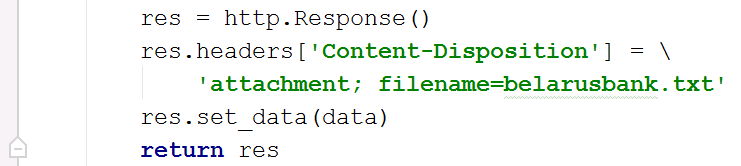 res = http.Response()
res.headers['Content-Disposition'] = \
    'attachment; filename=belarusbank.txt'
res.set_data(data)
return res